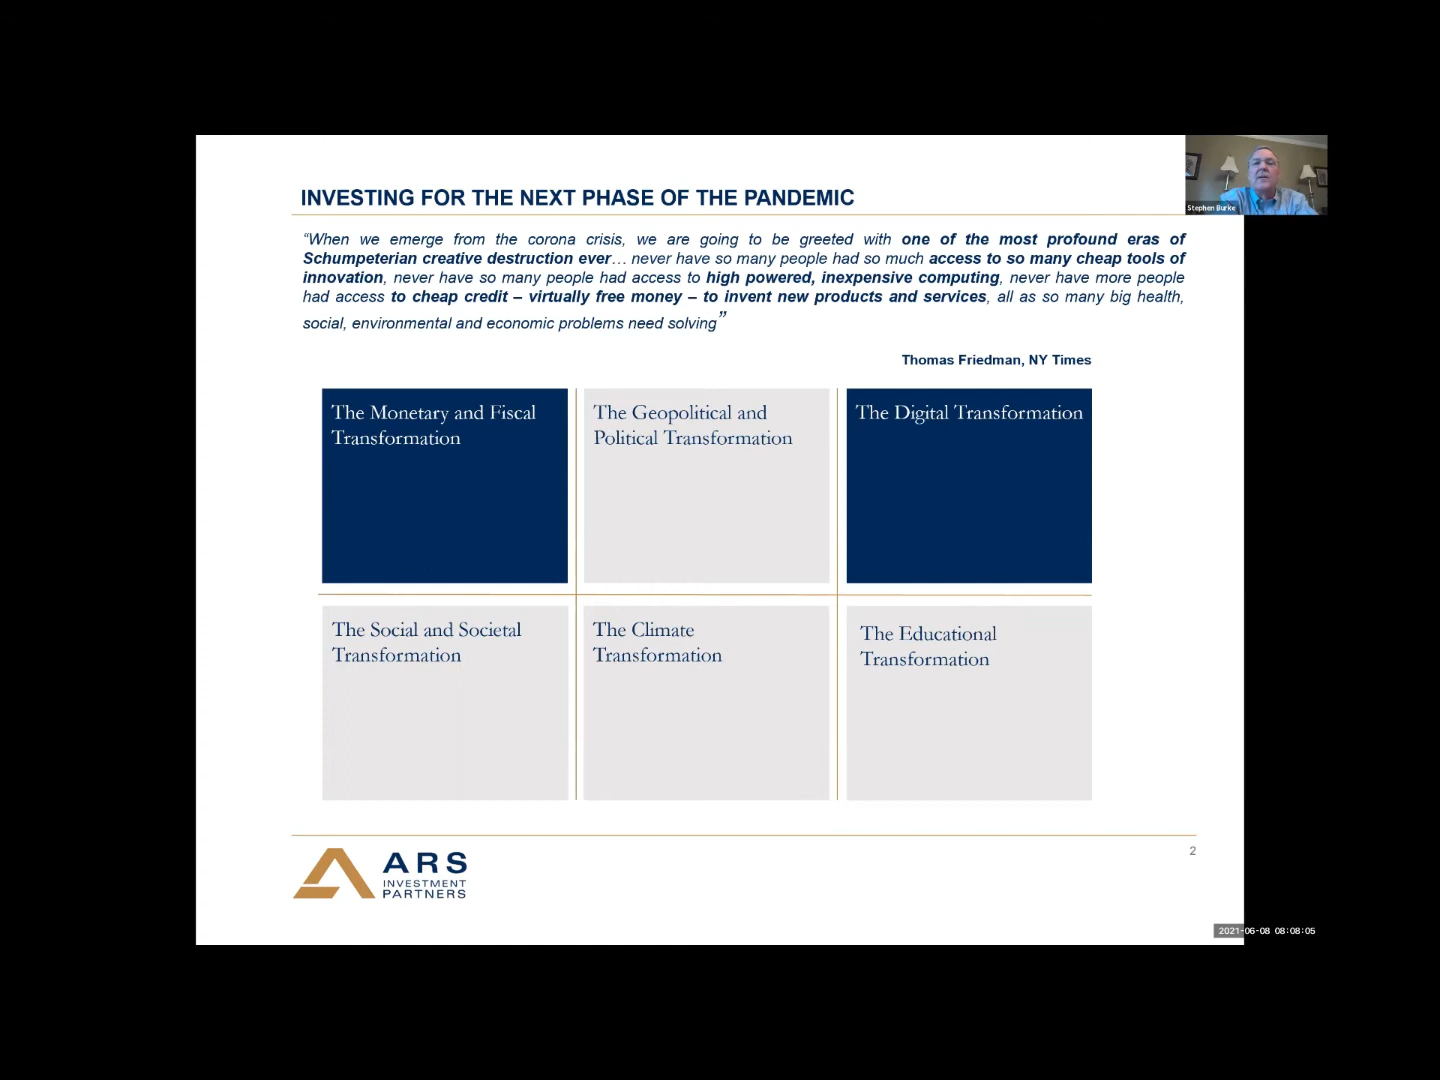 Stephen Burke
INVESTING FOR THE NEXT PHASE OF THE PANDEMIC
“When we emerge from the corona crisis, we are going to be greeted with one of the most profound eras of
Schumpeterian creative destruction ever… never have so many people had so much access to so many cheap tools of
innovation, never have so many people had access to high powered, inexpensive computing, never have more people
had access to cheap credit – virtually free money – to invent new products and services, all as so many big health,
social, environmental and economic problems need solving”
Thomas Friedman, NY Times
The Monetary and Fiscal
Transformation
The Geopolitical and
Political Transformation
The Digital Transformation
The Social and Societal
Transformation
The Climate
Transformation
The Educational
Transformation
ARS
INVESTMENT
PARTNERS
2
2021-06-08 08:08:05